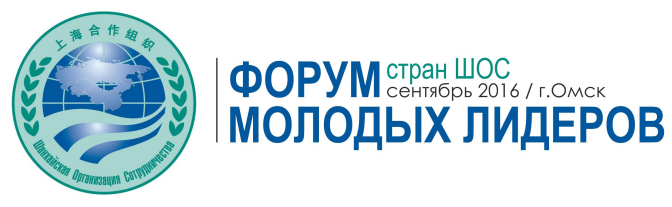 上海合作组织
Шанхайская Организация Сотрудничества
ФОРУМ стран ШОС
сентябрь 2016 / г.Омск
МОЛОДЫХ ЛИДЕРОВ